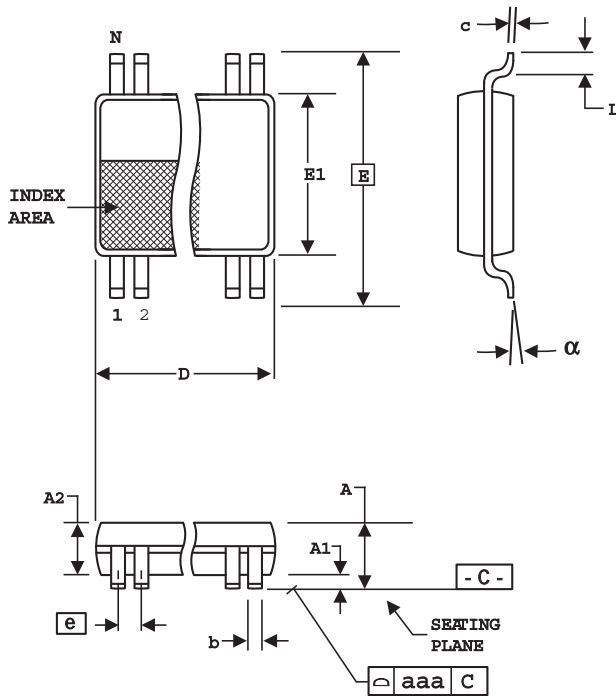 N
c
L
E1
E
INDEX
AREA
1 2
α
D
A2
A
A1
-C-
e
b
SEATING
PLANE
aaa C